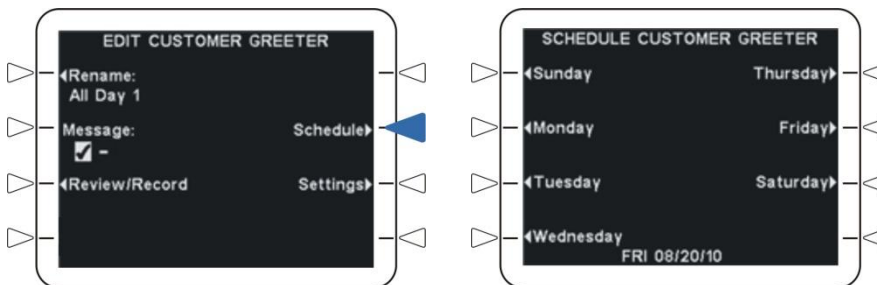 EDIT CUSTOMER GREETER
Rename:
All Day 1
Message:
Schedule
–
Review/Record
Settings
SCHEDULE CUSTOMER GREETER
Sunday
Thursday
Monday
Friday
Tuesday
Saturday
Wednesday
FRI 08/20/10